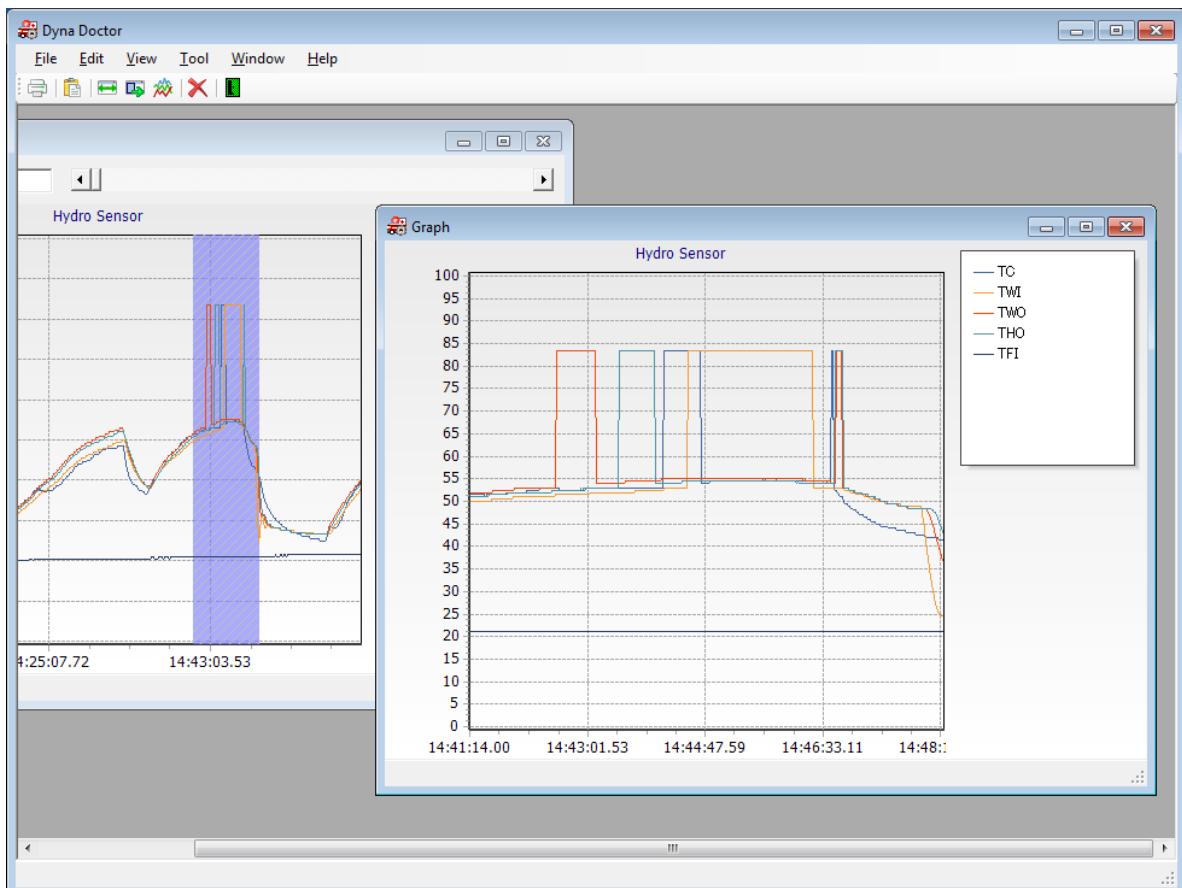 Dyna Doctor
File Edit View Tool Window Help
Hydro Sensor
4:25:07.72 14:43:03.53
Graph
Hydro Sensor
100
95
90
85
80
75
70
65
60
55
50
45
40
35
30
25
20
15
10
5
0
14:41:14.00 14:43:01.53 14:44:47.59 14:46:33.11 14:48:1
TC
TWI
TWO
THO
TFI